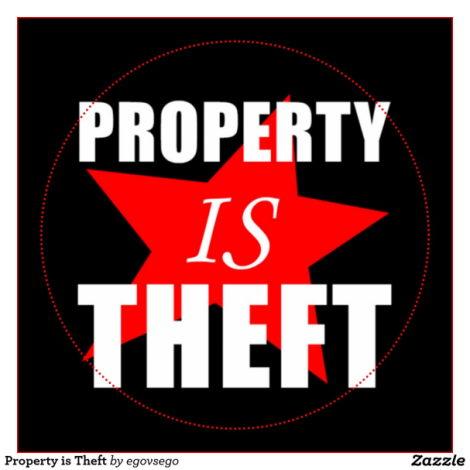 PROPERTY
IS
THEFT
Property is Theft by egovsego
Zazzle